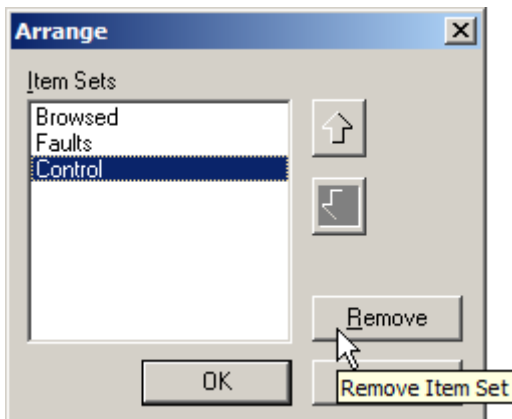 Arrange
Item Sets
Browsed
Faults
Control
Remove
OK
Remove Item Set